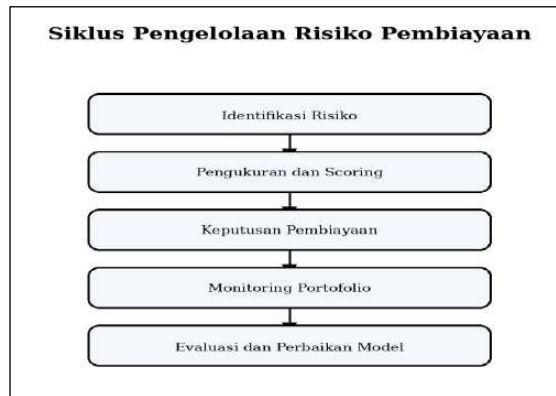 Siklus Pengelolaan Risiko Pembiayaan
Identifikasi Risiko
Pengukuran dan Scoring
Keputusan Pembiayaan
Monitoring Portofolio
Evaluasi dan Perbaikan Model